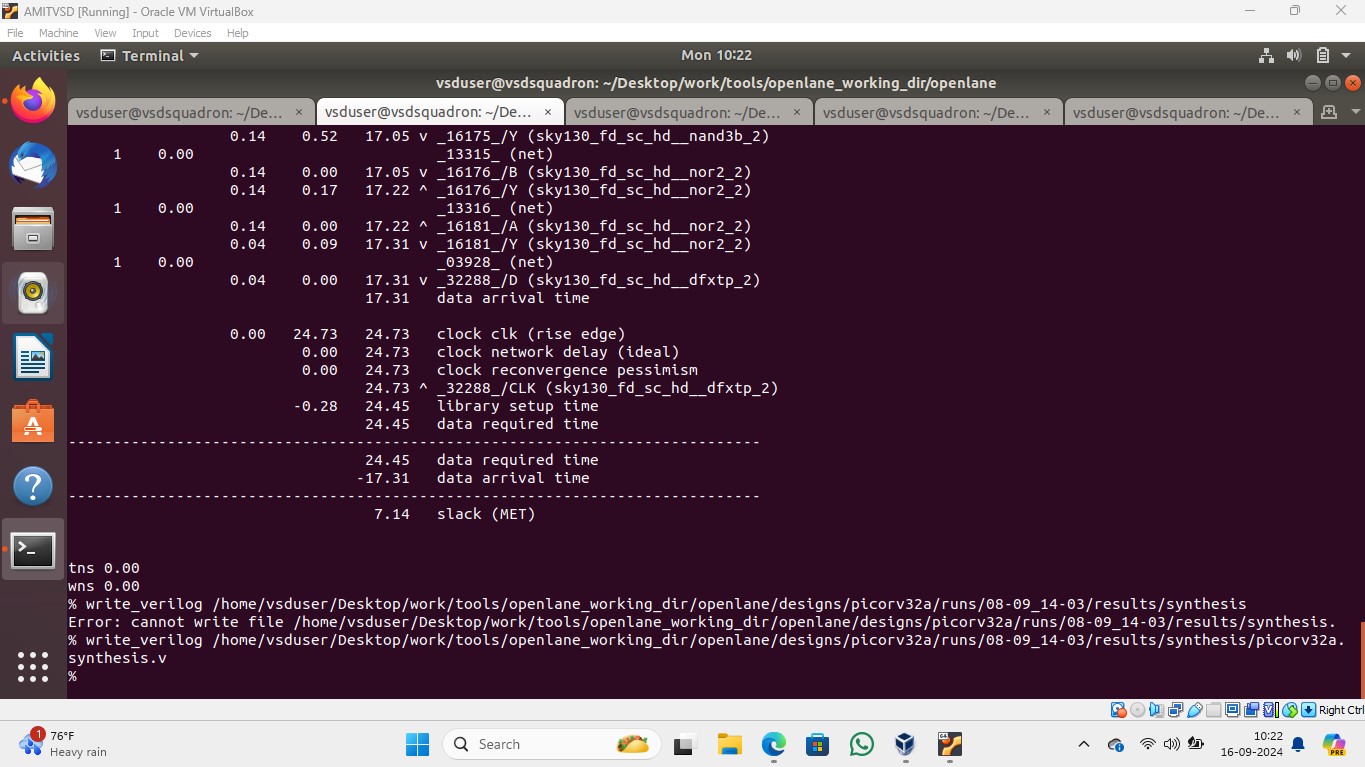 AMITVSD [Running] - Oracle VM VirtualBox
File Machine View Input Devices Help
Activities Terminal Mon 10:22
vsduser@vsdsquadron: ~/Desktop/work/tools/openlane_working_dir/openlane
vsduser@vsdsquadron: ~/De... × vsduser@vsdsquadron: ~/De... × vsduser@vsdsquadron: ~/De... × vsduser@vsdsquadron: ~/De... × vsduser@vsdsquadron: ~/De... ×
0.14 0.52 17.05 v _16175_/Y (sky130_fd_sc_hd__nand3b_2)
1 0.00 _13315_ (net)
0.14 0.00 17.05 v _16176_/B (sky130_fd_sc_hd__nor2_2)
0.14 0.17 17.22 ^ _16176_/Y (sky130_fd_sc_hd__nor2_2)
1 0.00 _13316_ (net)
0.14 0.00 17.22 ^ _16181_/A (sky130_fd_sc_hd__nor2_2)
0.04 0.09 17.31 v _16181_/Y (sky130_fd_sc_hd__nor2_2)
1 0.00 _03928_ (net)
0.04 0.00 17.31 v _32288_/D (sky130_fd_sc_hd__dfxtp_2)
17.31 data arrival time
0.00 24.73 24.73 clock clk (rise edge)
0.00 24.73 clock network delay (ideal)
0.00 24.73 clock reconvergence pessimism
24.73 ^ _32288_/CLK (sky130_fd_sc_hd__dfxtp_2)
-0.28 24.45 library setup time
24.45 data required time
-----------------------------------------------------------------------------
24.45 data required time
-17.31 data arrival time
-----------------------------------------------------------------------------
7.14 slack (MET)
tns 0.00
wns 0.00
% write_verilog /home/vsduser/Desktop/work/tools/openlane_working_dir/openlane/designs/picorv32a/runs/08-09_14-03/results/synthesis
Error: cannot write file /home/vsduser/Desktop/work/tools/openlane_working_dir/openlane/designs/picorv32a/runs/08-09_14-03/results/synthesis.
% write_verilog /home/vsduser/Desktop/work/tools/openlane_working_dir/openlane/designs/picorv32a/runs/08-09_14-03/results/synthesis/picorv32a.
synthesis.v
%
Right Ctrl
1 76°F
Heavy rain
Search
PRE
10:22
16-09-2024